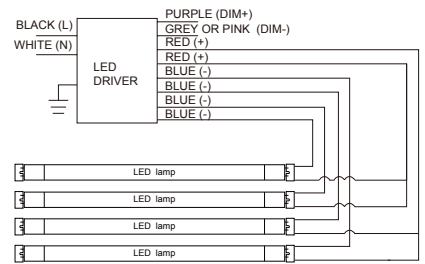 PURPLE (DIM+)
BLACK (L)
GREY OR PINK (DIM-)
WHITE (N)
RED (+)
RED (+)
LED
DRIVER
BLUE (-)
BLUE (-)
BLUE (-)
BLUE (-)
LED lamp
LED lamp
LED lamp
LED lamp